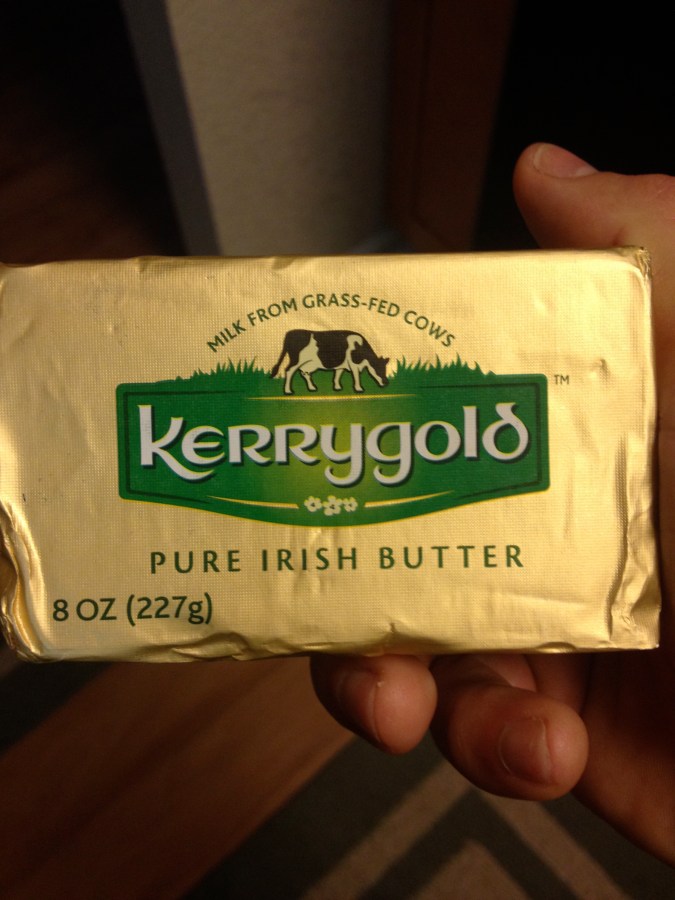 MILK FROM GRASS-FED COWS
Kerrygold ™
PURE IRISH BUTTER
8 OZ (227g)